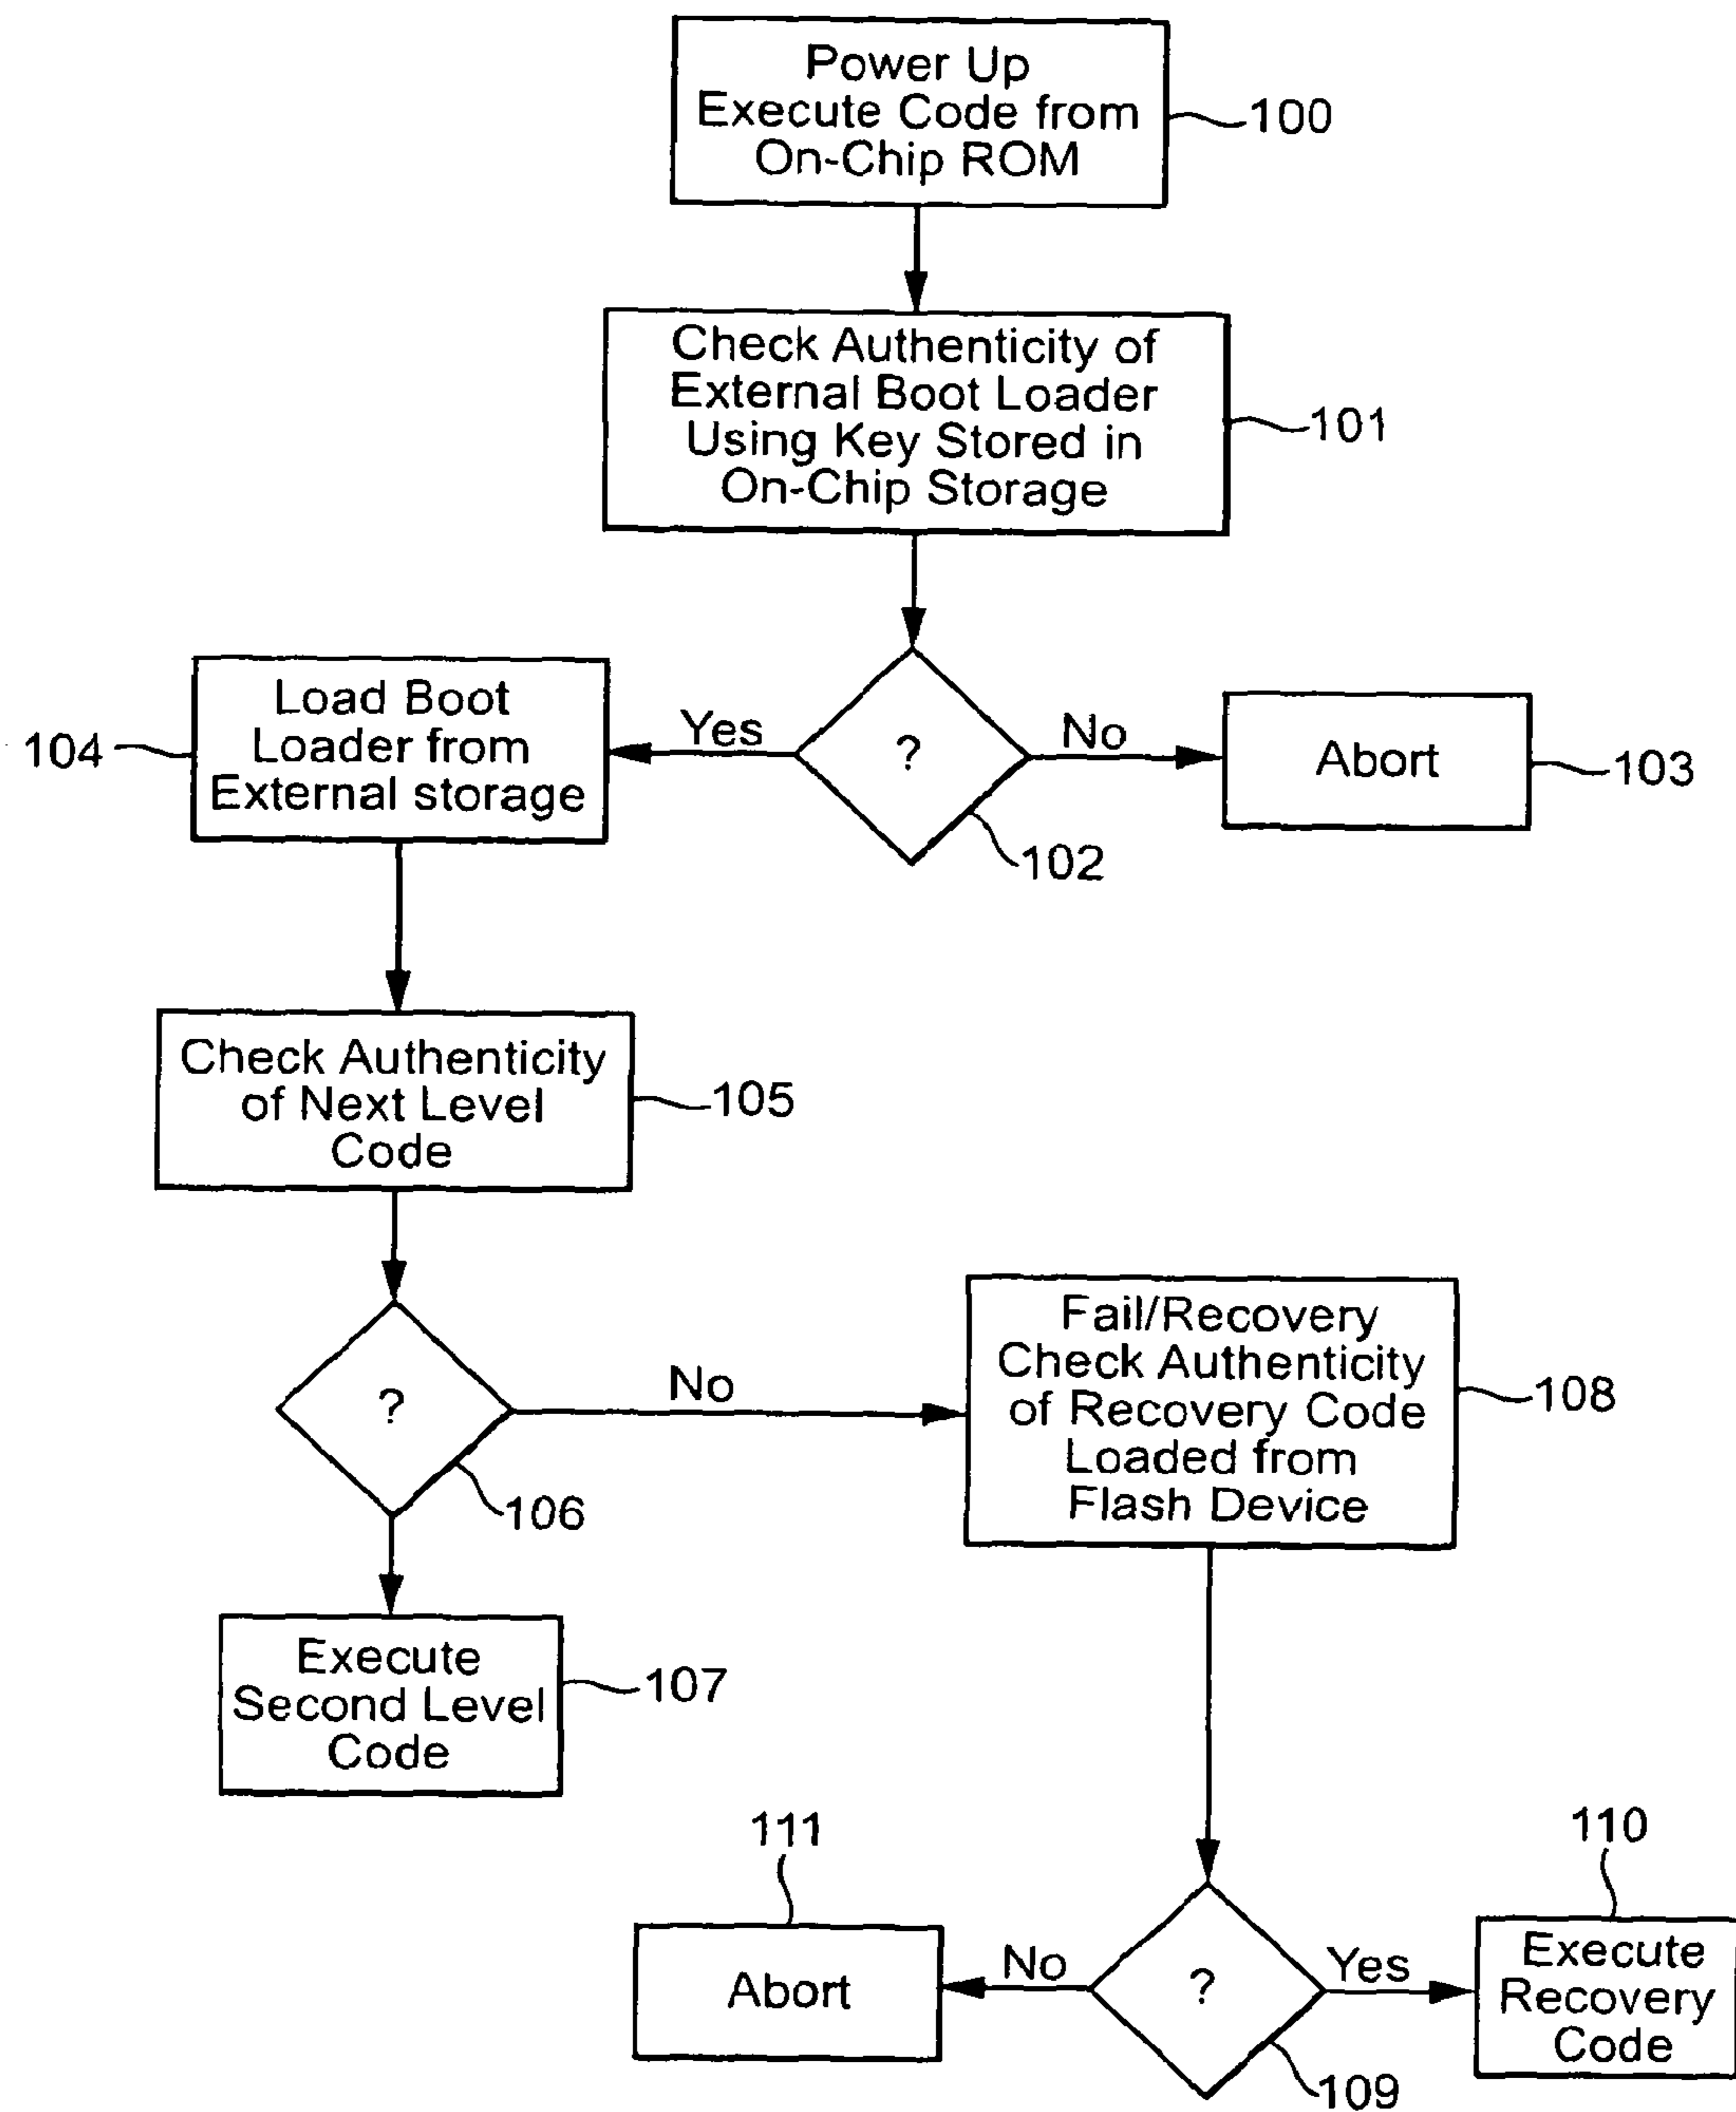 Power Up
Execute Code from
On-Chip ROM
100
Check Authenticity of
External Boot Loader
Using Key Stored in
On-Chip Storage
101
Load Boot
Loader from
External storage
104
Yes
?
No
Abort
103
102
Check Authenticity
of Next Level
Code
105
?
No
106
Fail/Recovery
Check Authenticity
of Recovery Code
Loaded from
Flash Device
108
Execute
Second Level
Code
107
111
Abort
No
?
Yes
110
Execute
Recovery
Code
109